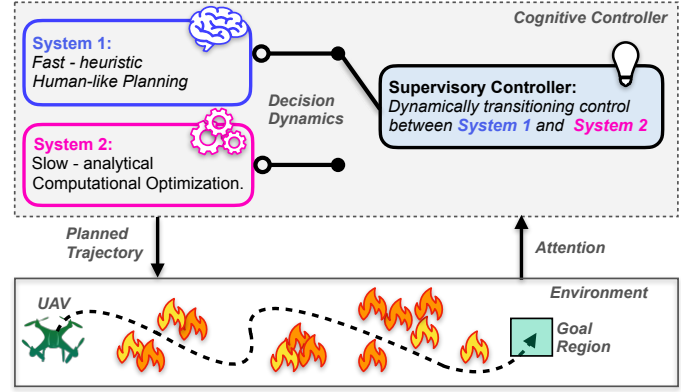 Cognitive Controller
System 1:
Fast - heuristic
Human-like Planning
Decision
Dynamics
Supervisory Controller:
Dynamically transitioning control
between System 1 and System 2
System 2:
Slow - analytical
Computational Optimization.
Planned
Trajectory
Attention
Environment
UAV
Goal
Region